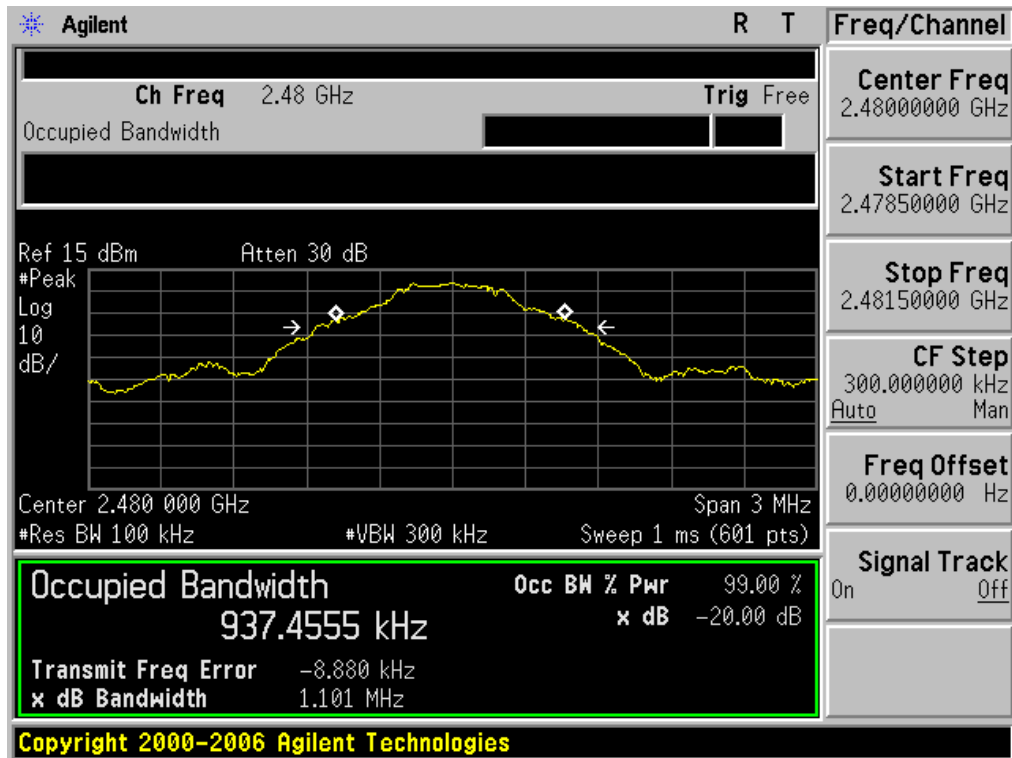 Agilent R T
Ch Freq 2.48 GHz Trig Free
Occupied Bandwidth
Ref 15 dBm Atten 30 dB
#Peak
Log
10
dB/
Center 2.480 000 GHz Span 3 MHz
#Res BW 100 kHz #VBW 300 kHz Sweep 1 ms (601 pts)
Occupied Bandwidth Occ BW % Pwr 99.00 %
937.4555 kHz x dB -20.00 dB
Transmit Freq Error -8.880 kHz
x dB Bandwidth 1.101 MHz
Copyright 2000-2006 Agilent Technologies
Freq/Channel
Center Freq
2.48000000 GHz
Start Freq
2.47850000 GHz
Stop Freq
2.48150000 GHz
CF Step
300.000000 kHz
Auto Man
Freq Offset
0.00000000 Hz
Signal Track
On Off